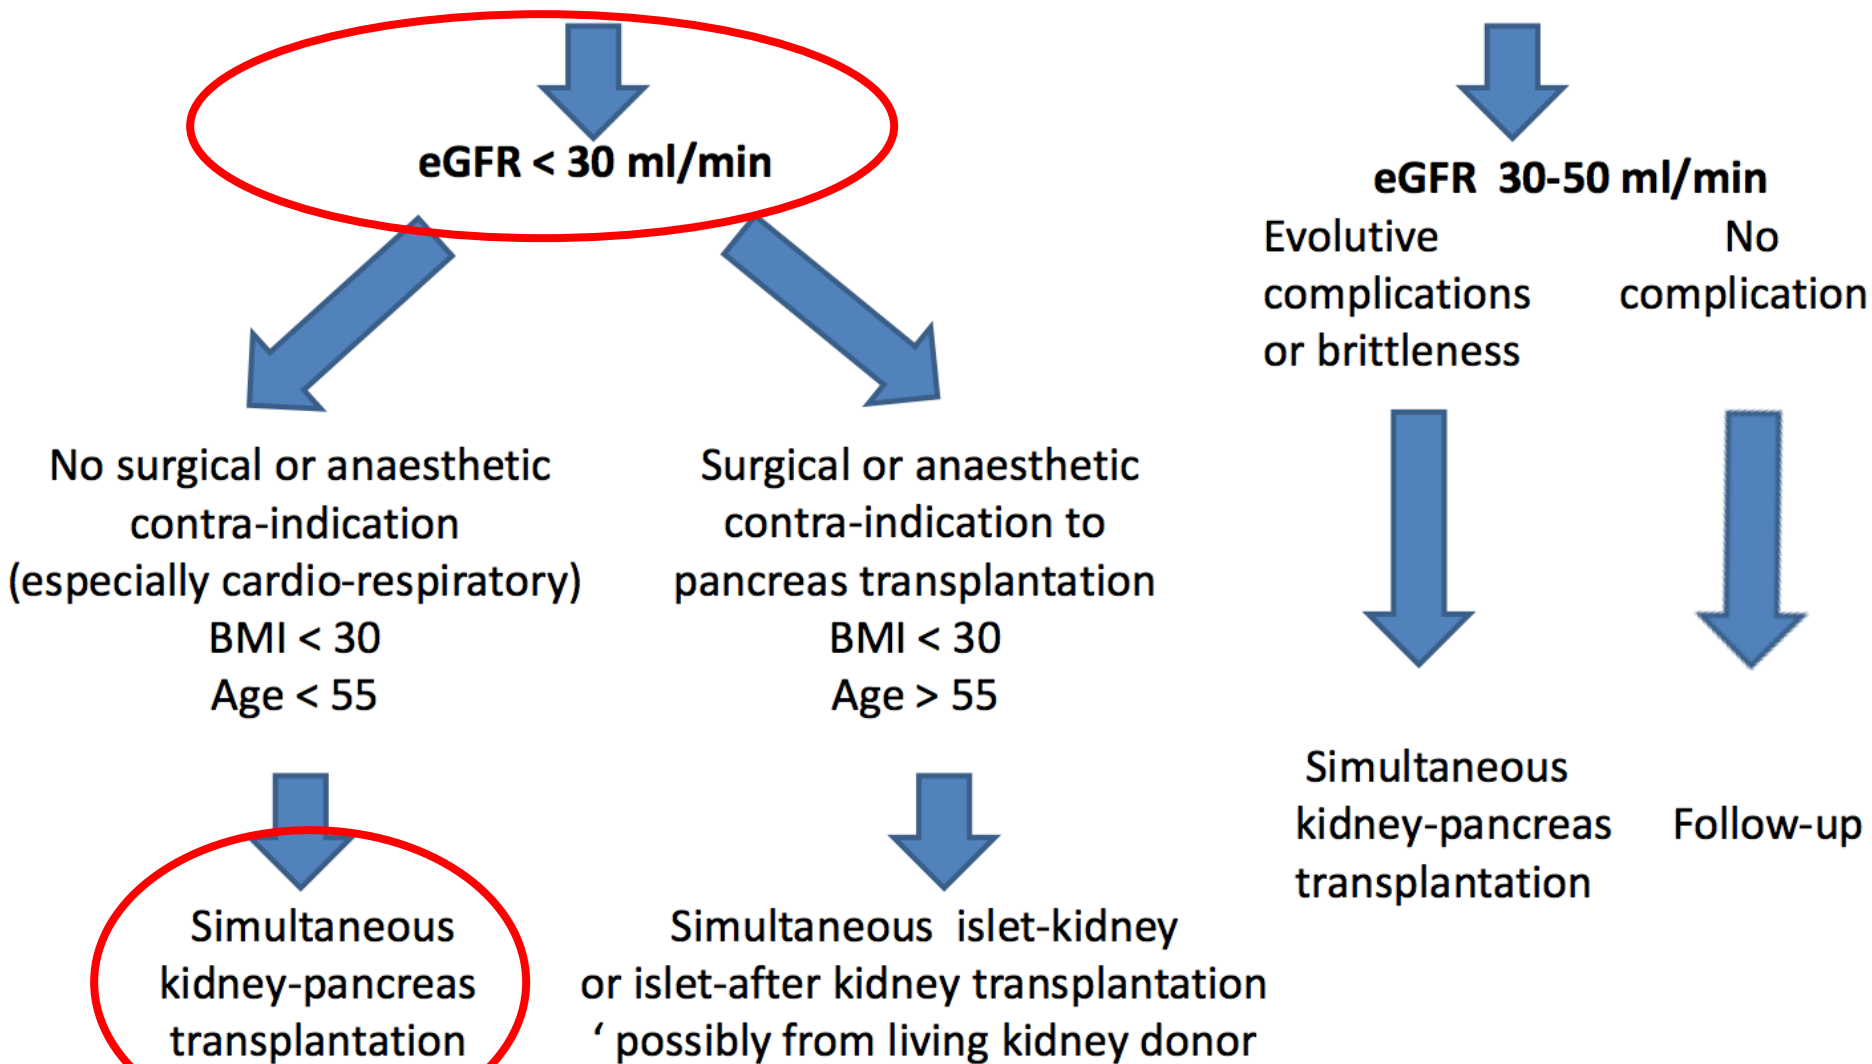 eGFR < 30 ml/min
No surgical or anaesthetic
contra-indication
(especially cardio-respiratory)
BMI < 30
Age < 55
Simultaneous
kidney-pancreas
transplantation
Surgical or anaesthetic
contra-indication to
pancreas transplantation
BMI < 30
Age > 55
Simultaneous islet-kidney
or islet-after kidney transplantation
‘ possibly from living kidney donor
eGFR 30-50 ml/min
Evolutive
complications
or brittleness
Simultaneous
kidney-pancreas
transplantation
No
complication
Follow-up